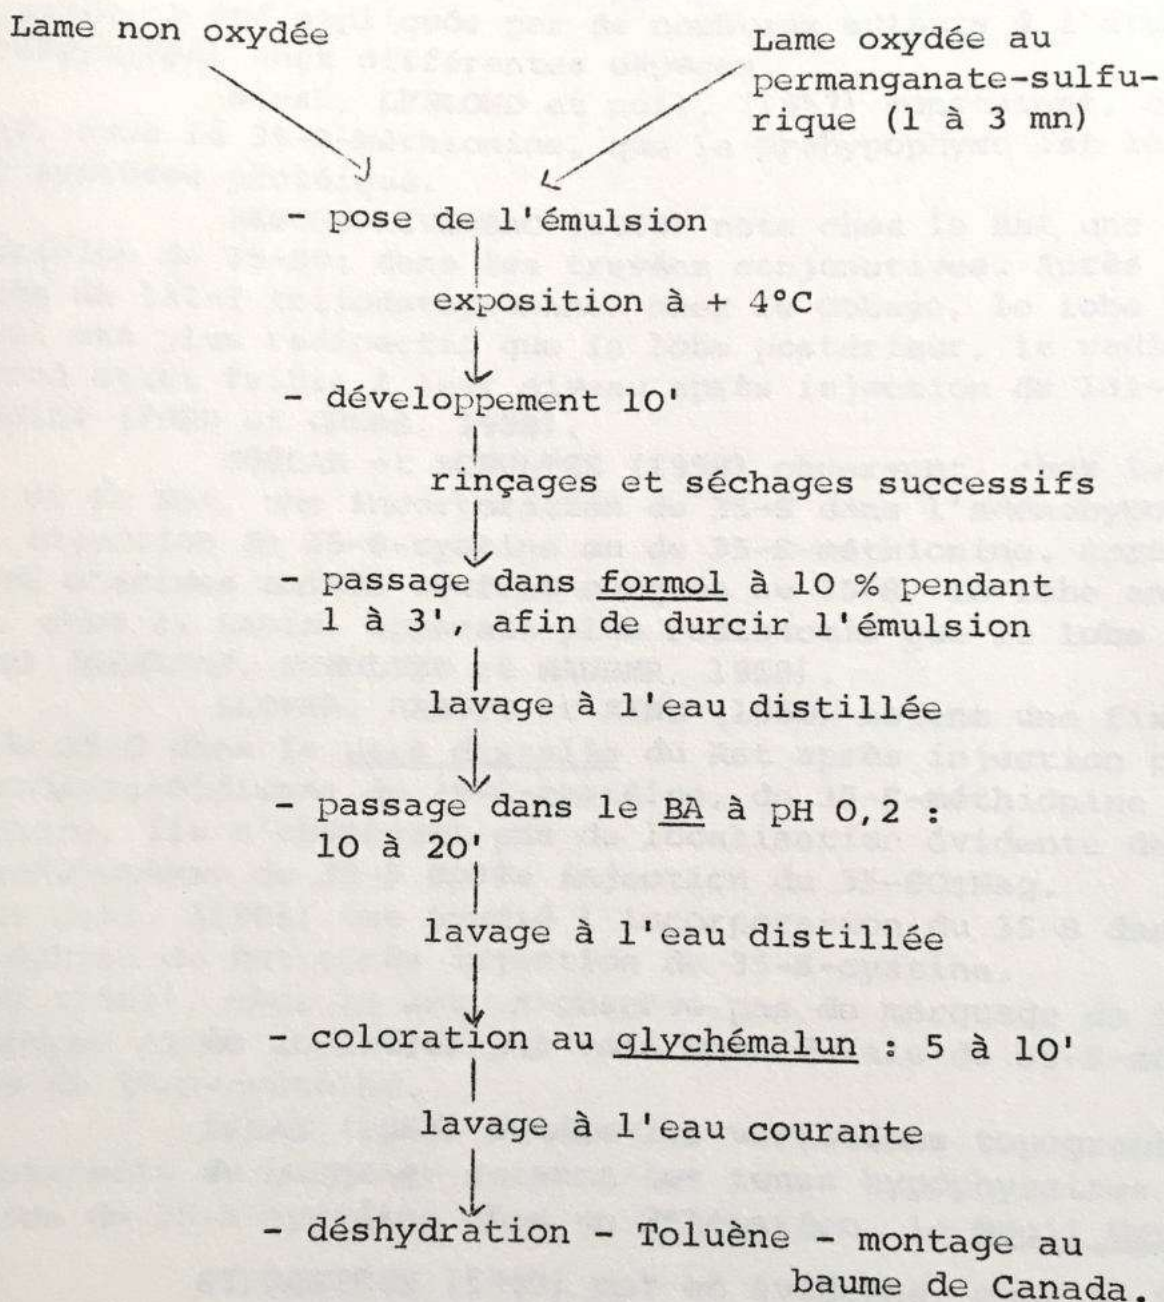 Lame non oxydée
Lame oxydée au
permanganate-sulfu-
rique (1 à 3 mn)
- pose de l'émulsion
exposition à + 4°C
- développement 10'
rinçages et séchages successifs
- passage dans formol à 10 % pendant
1 à 3', afin de durcir l'émulsion
lavage à l'eau distillée
- passage dans le BA à pH 0,2 :
10 à 20'
lavage à l'eau distillée
- coloration au glychémalun : 5 à 10'
lavage à l'eau courante
- déshydration - Toluène - montage au
baume de Canada.